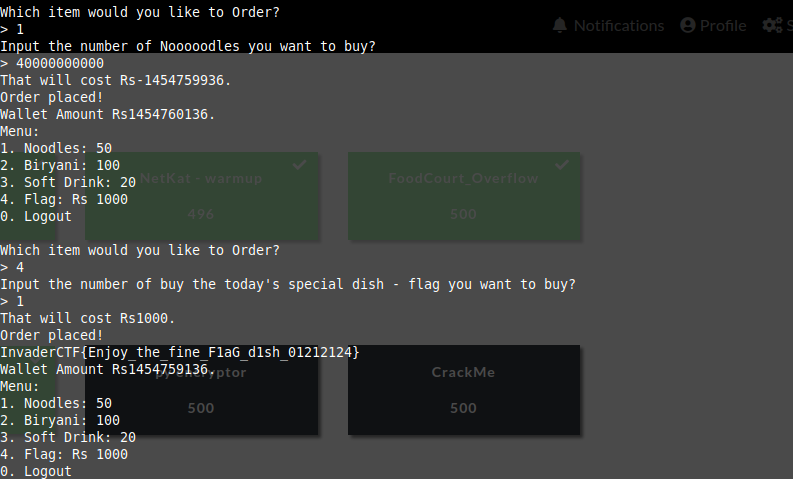 Which item would you like to Order?
Notifications Profile S
> 1
Input the number of Nooooodles you want to buy?
> 40000000000
That will cost Rs-1454759936.
Order placed!
Wallet Amount Rs1454760136.
Menu:
1. Noodles: 50
2. Biryani: 100
3. Soft Drink: 20
4. Flag: Rs 1000
0. Logout
NetKat - warmup
496
FoodCourt_Overflow
500
Which item would you like to Order?
> 4
Input the number of buy the today's special dish - flag you want to buy?
> 1
That will cost Rs1000.
Order placed!
InvaderCTF{Enjoy_the_fine_F1aG_d1sh_01212124}
Wallet Amount Rs1454759136.
Menu:
1. Noodles: 50
2. Biryani: 100
3. Soft Drink: 20
4. Flag: Rs 1000
0. Logout
500
CrackMe
500